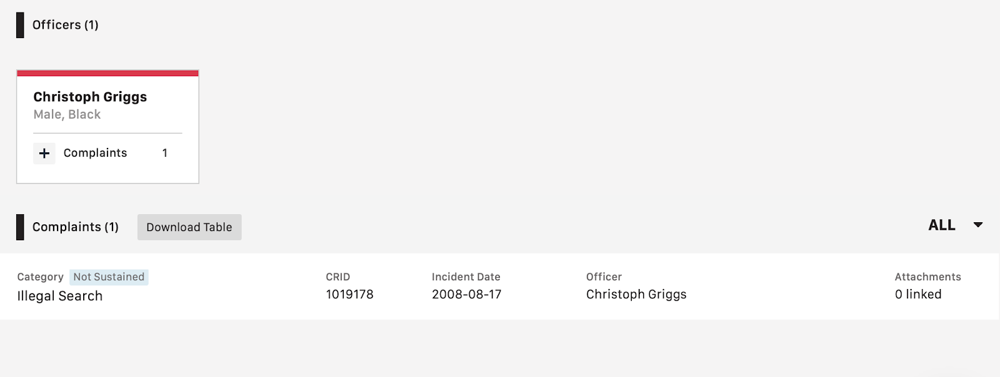 Officers (1)
Christoph Griggs
Male, Black
+ Complaints 1
Complaints (1) Download Table ALL
Category Not Sustained CRID Incident Date Officer Attachments
Illegal Search 1019178 2008-08-17 Christoph Griggs 0 linked